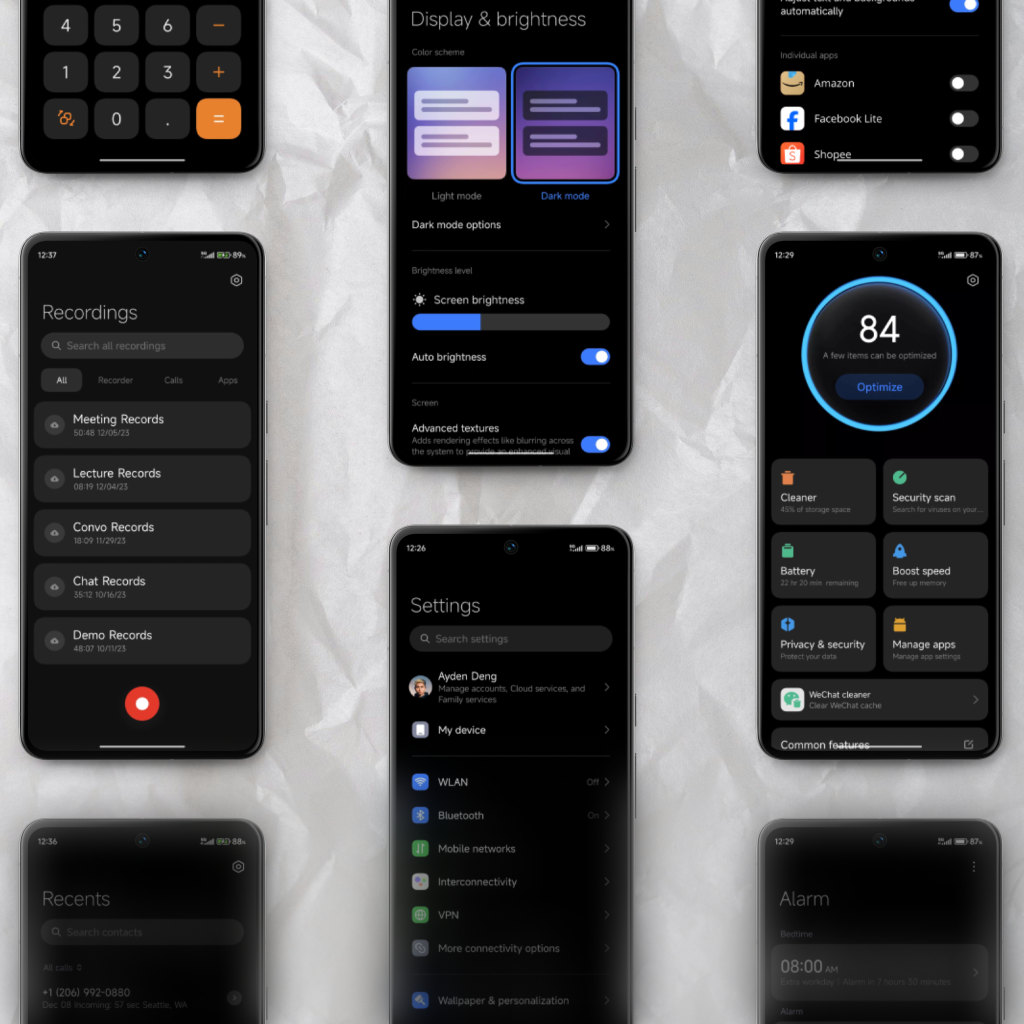 4 5 6 −
1 2 3 +
0 . =
12:37
89%
Recordings
Search all recordings
All Recorder Calls Apps
Meeting Records
50:48 12/05/23
Lecture Records
08:19 12/04/23
Convo Records
18:09 11/29/23
Chat Records
35:12 10/16/23
Demo Records
48:07 10/11/23
12:36
88%
Recents
Search contacts
All calls
+1 (206) 992-0880
Dec 08 Incoming: 57 sec Seattle, WA
Display & brightness
Color scheme
Light mode Dark mode
Dark mode options
Brightness level
Screen brightness
Auto brightness
Screen
Advanced textures
Adds rendering effects like blurring across
the system to provide an enhanced visual
12:26
88%
Settings
Search settings
Ayden Deng
Manage accounts, Cloud services, and
Family services
My device
WLAN Off
Bluetooth On
Mobile networks
Interconnectivity
VPN
More connectivity options
Wallpaper & personalization
Adjust text and backgrounds
automatically
Individual apps
Amazon
Facebook Lite
Shopee
12:29
87%
84
A few items can be optimized
Optimize
Cleaner
45% of storage space
Security scan
Search for viruses on your...
Battery
22 hr 20 min remaining
Boost speed
Free up memory
Privacy & security
Protect your data
Manage apps
Manage app settings
WeChat cleaner
Clear WeChat cache
Common features
12:29
87%
Alarm
Bedtime
08:00 AM
Extra workday | Alarm in 7 hours 30 minutes
Alarm